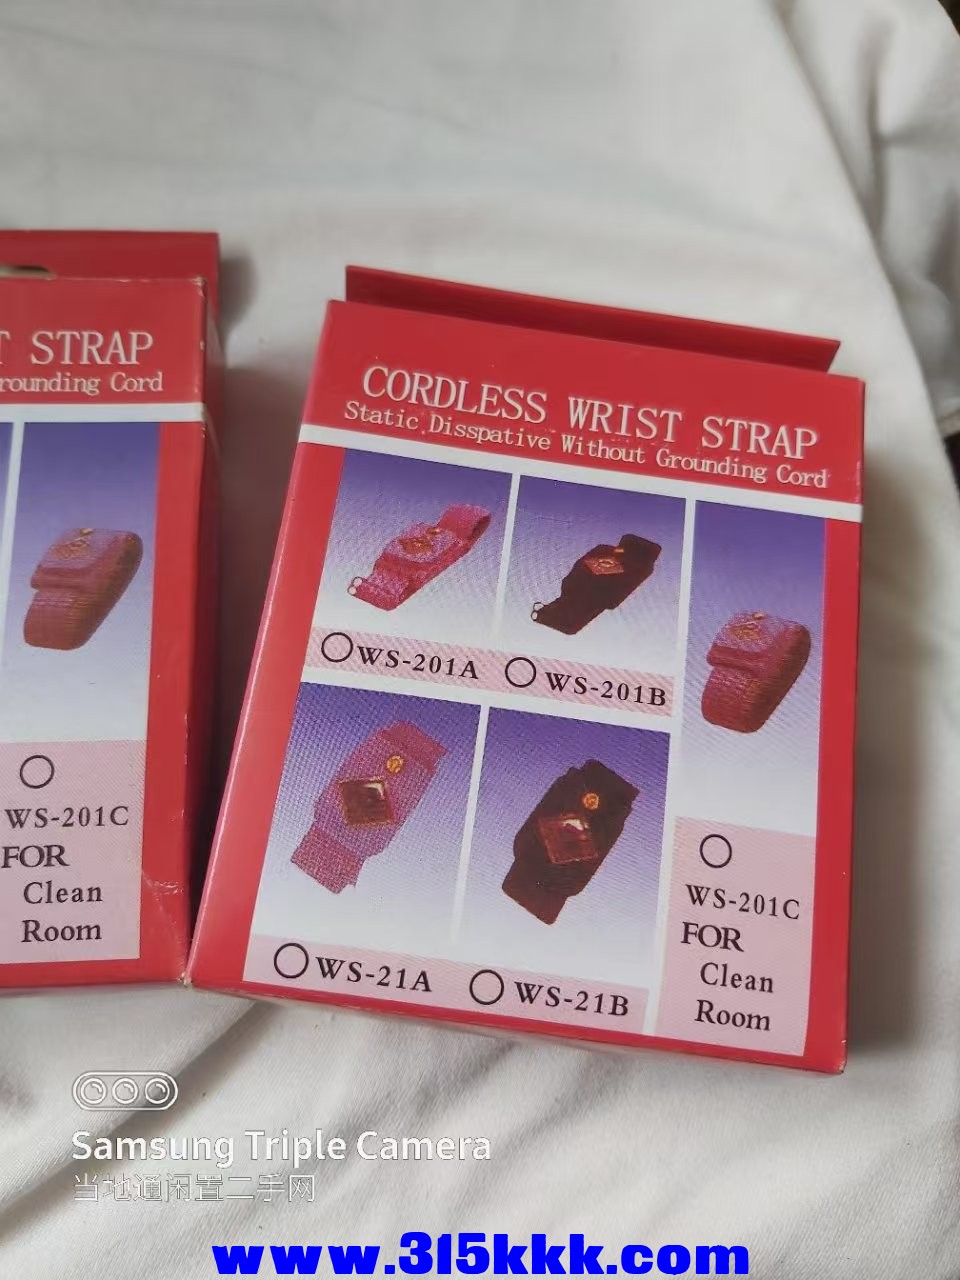 T STRAP
rounding Cord
WS-201C
FOR
Clean
Room
CORDLESS WRIST STRAP
Static Disspative Without Grounding Cord
WS-201A
WS-201B
WS-21A
WS-21B
WS-201C
FOR
Clean
Room
Samsung Triple Camera
当地通闲置二手网
www.315kkk.com